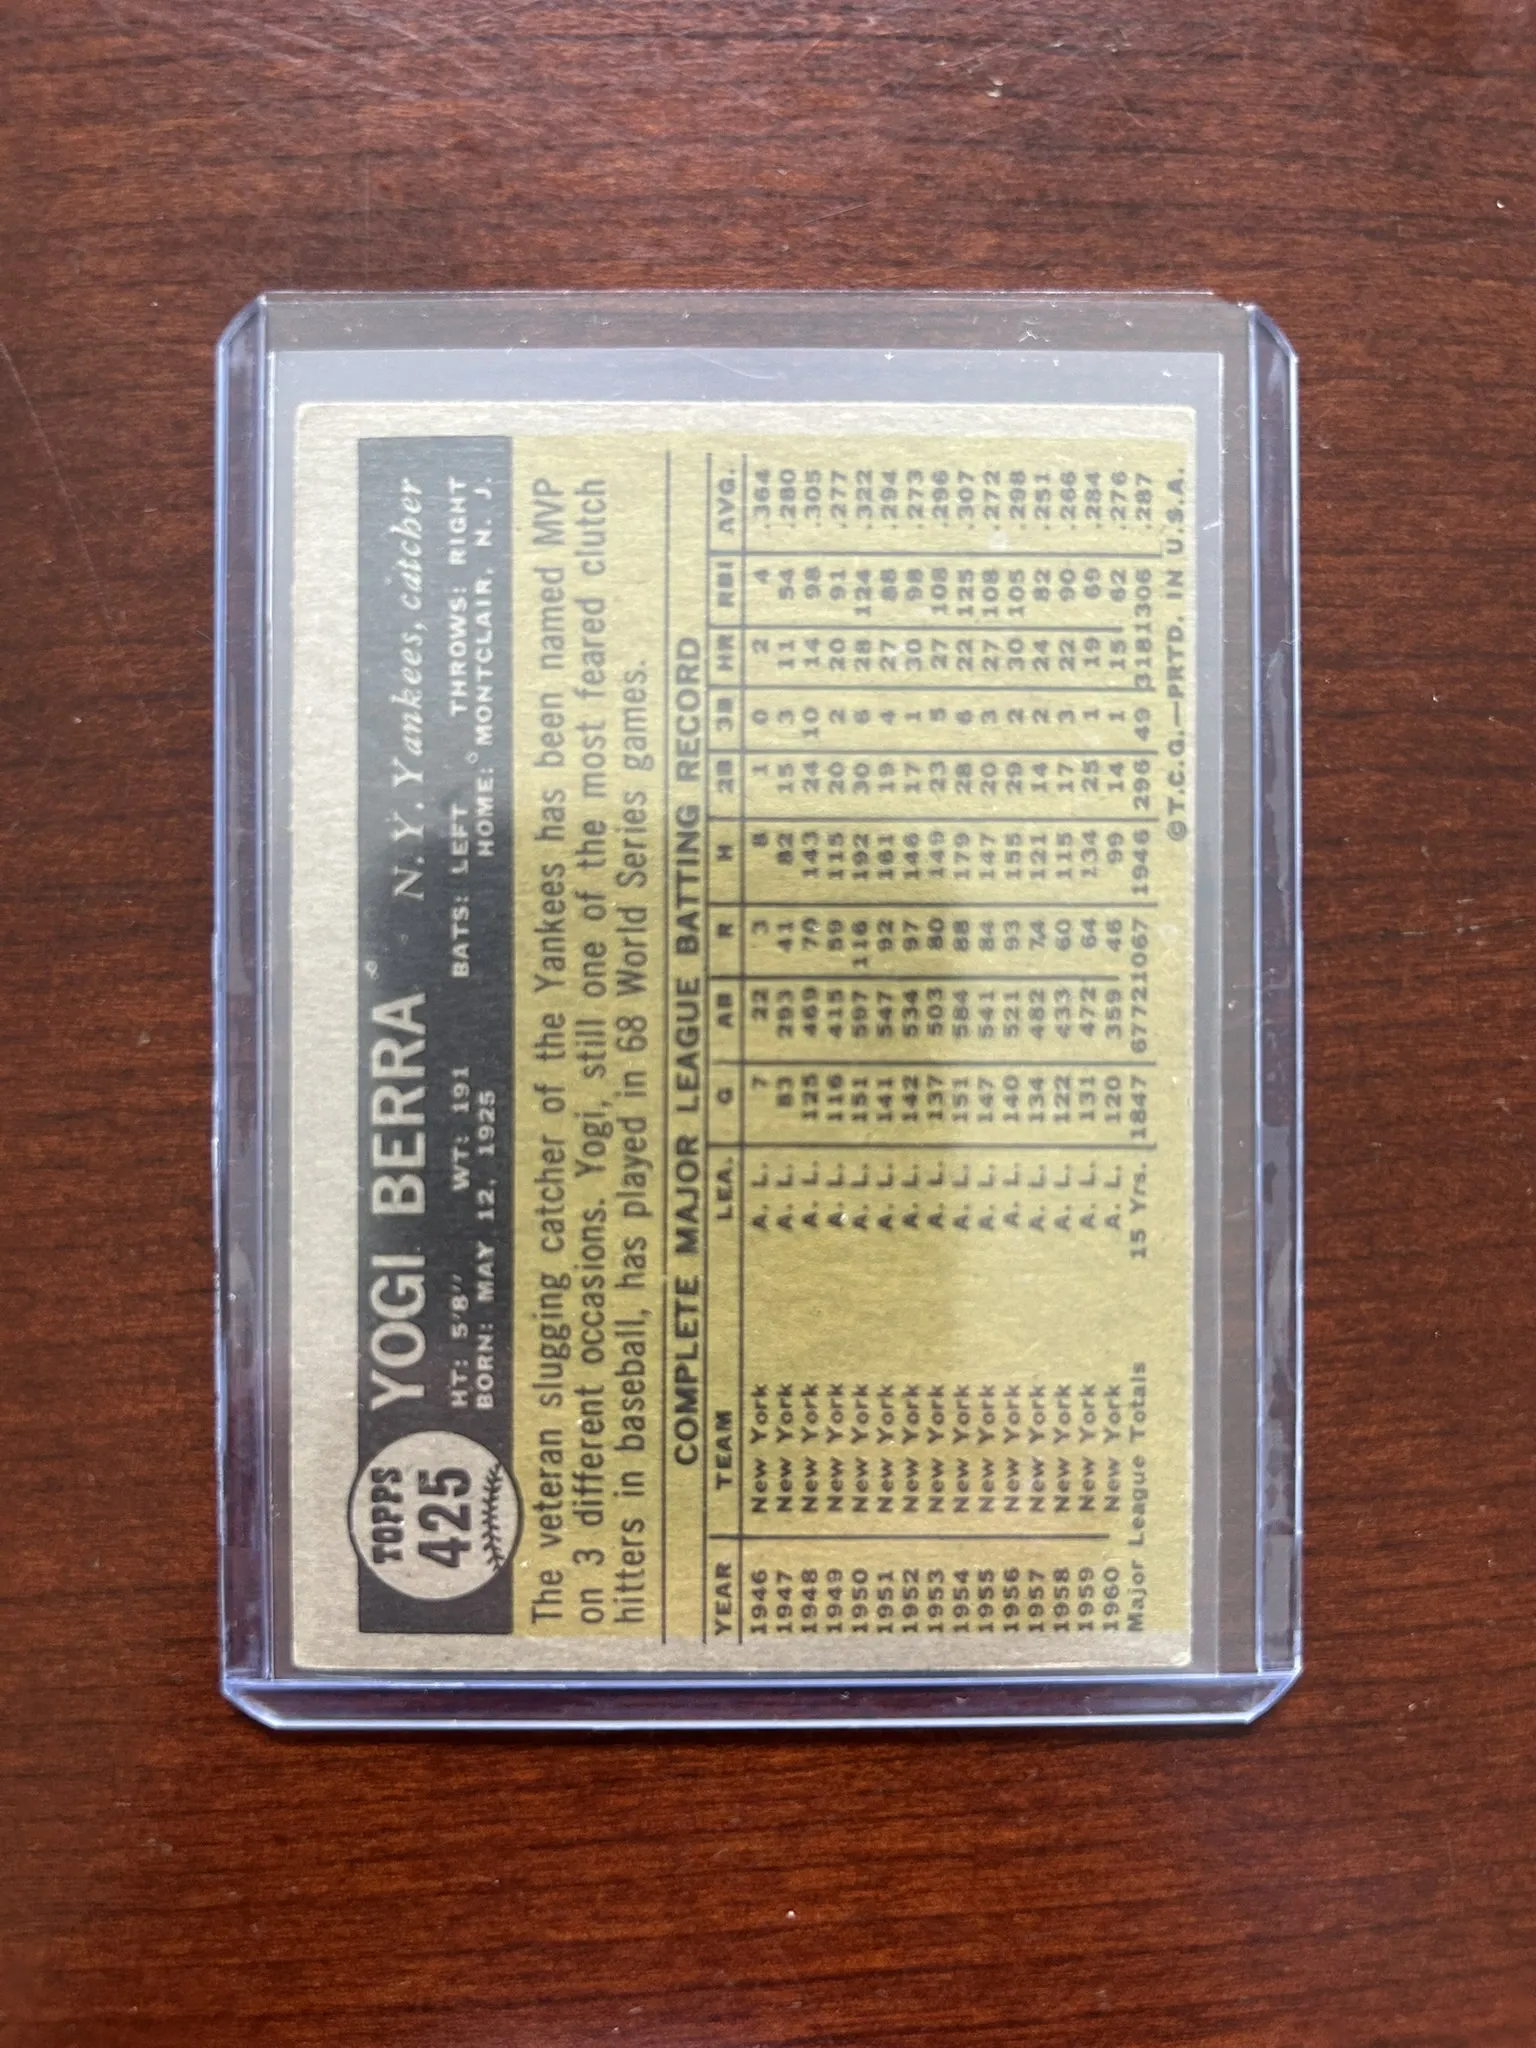 TOPPS
425
YOGI BERRA N. Y. Yankees, catcher
HT: 5'8" WT: 191 BATS: LEFT THROWS: RIGHT
BORN: MAY 12, 1925 HOME: MONTCLAIR, N. J.
The veteran slugging catcher of the Yankees has been named MVP
on 3 different occasions. Yogi, still one of the most feared clutch
hitters in baseball, has played in 68 World Series games.
COMPLETE MAJOR LEAGUE BATTING RECORD
YEAR TEAM LEA. G AB R H 2B 3B HR RBI AVG.
1946 New York A. L. 7 22 3 8 1 0 2 4 .364
1947 New York A. L. 83 293 41 82 15 3 11 54 .280
1948 New York A. L. 125 469 70 143 24 10 14 98 .305
1949 New York A. L. 116 415 59 115 20 2 20 91 .277
1950 New York A. L. 151 597 116 192 30 6 28 124 .322
1951 New York A. L. 141 547 92 161 19 4 27 88 .294
1952 New York A. L. 142 534 97 146 17 1 30 98 .273
1953 New York A. L. 137 503 80 149 23 5 27 108 .296
1954 New York A. L. 151 584 88 179 28 6 22 125 .307
1955 New York A. L. 147 541 84 147 20 3 27 108 .272
1956 New York A. L. 140 521 93 155 29 2 30 105 .298
1957 New York A. L. 134 482 74 121 14 2 24 82 .251
1958 New York A. L. 122 433 60 115 17 3 22 90 .266
1959 New York A. L. 131 472 64 134 25 1 19 69 .284
1960 New York A. L. 120 359 46 99 14 1 15 62 .276
Major League Totals 15 Yrs. 1847 6772 1067 1946 296 49 318 1306 .287
©T.C.G.—PRTD. IN U.S.A.